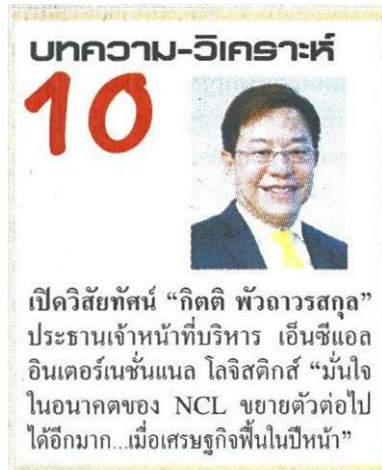 บทความ-วิเคราะห์
10
เปิดวิสัยทัศน์ “กิตติ พัวถาวรสกุล”
ประธานเจ้าหน้าที่บริหาร เอ็นซีแอล
อินเตอร์เนชั่นแนล โลจิสติกส์ “มั่นใจ
ในอนาคตของ NCL ขยายตัวต่อไป
ได้อีกมาก...เมื่อเศรษฐกิจฟื้นในปีหน้า”